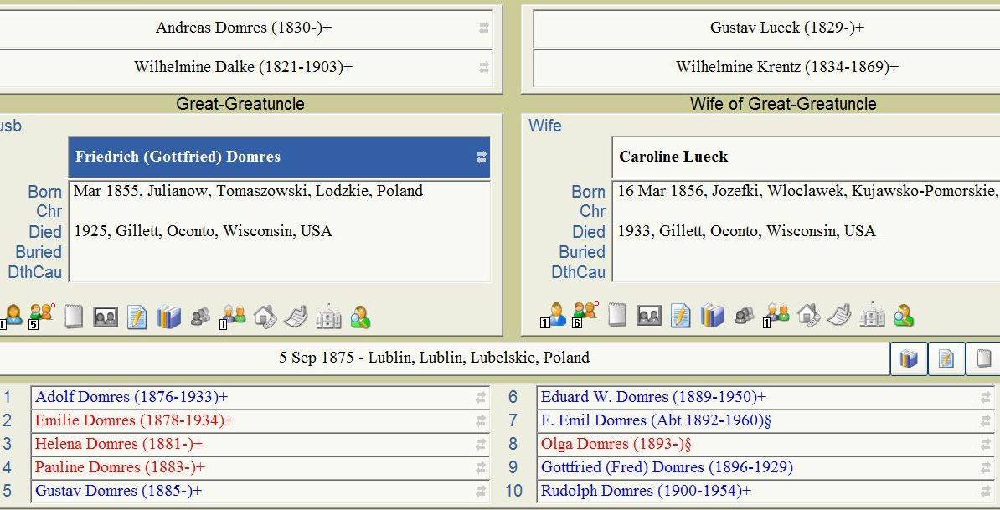 Andreas Domres (1830-)+
Gustav Lueck (1829-)+
Wilhelmine Dalke (1821-1903)+
Wilhelmine Krentz (1834-1869)+
Great-Greatuncle
Wife of Great-Greatuncle
usb
Wife
Friedrich (Gottfried) Domres
Caroline Lueck
Born Mar 1855, Julianow, Tomaszowski, Lodzkie, Poland
Chr
Died 1925, Gillett, Oconto, Wisconsin, USA
Buried
DthCau
Born 16 Mar 1856, Jozefki, Wloclawek, Kujawsko-Pomorskie,
Chr
Died 1933, Gillett, Oconto, Wisconsin, USA
Buried
DthCau
1 5 1
1 6 1
5 Sep 1875 - Lublin, Lublin, Lubelskie, Poland
1 Adolf Domres (1876-1933)+
2 Emilie Domres (1878-1934)+
3 Helena Domres (1881-)+
4 Pauline Domres (1883-)+
5 Gustav Domres (1885-)+
6 Eduard W. Domres (1889-1950)+
7 F. Emil Domres (Abt 1892-1960)§
8 Olga Domres (1893-)§
9 Gottfried (Fred) Domres (1896-1929)
10 Rudolph Domres (1900-1954)+